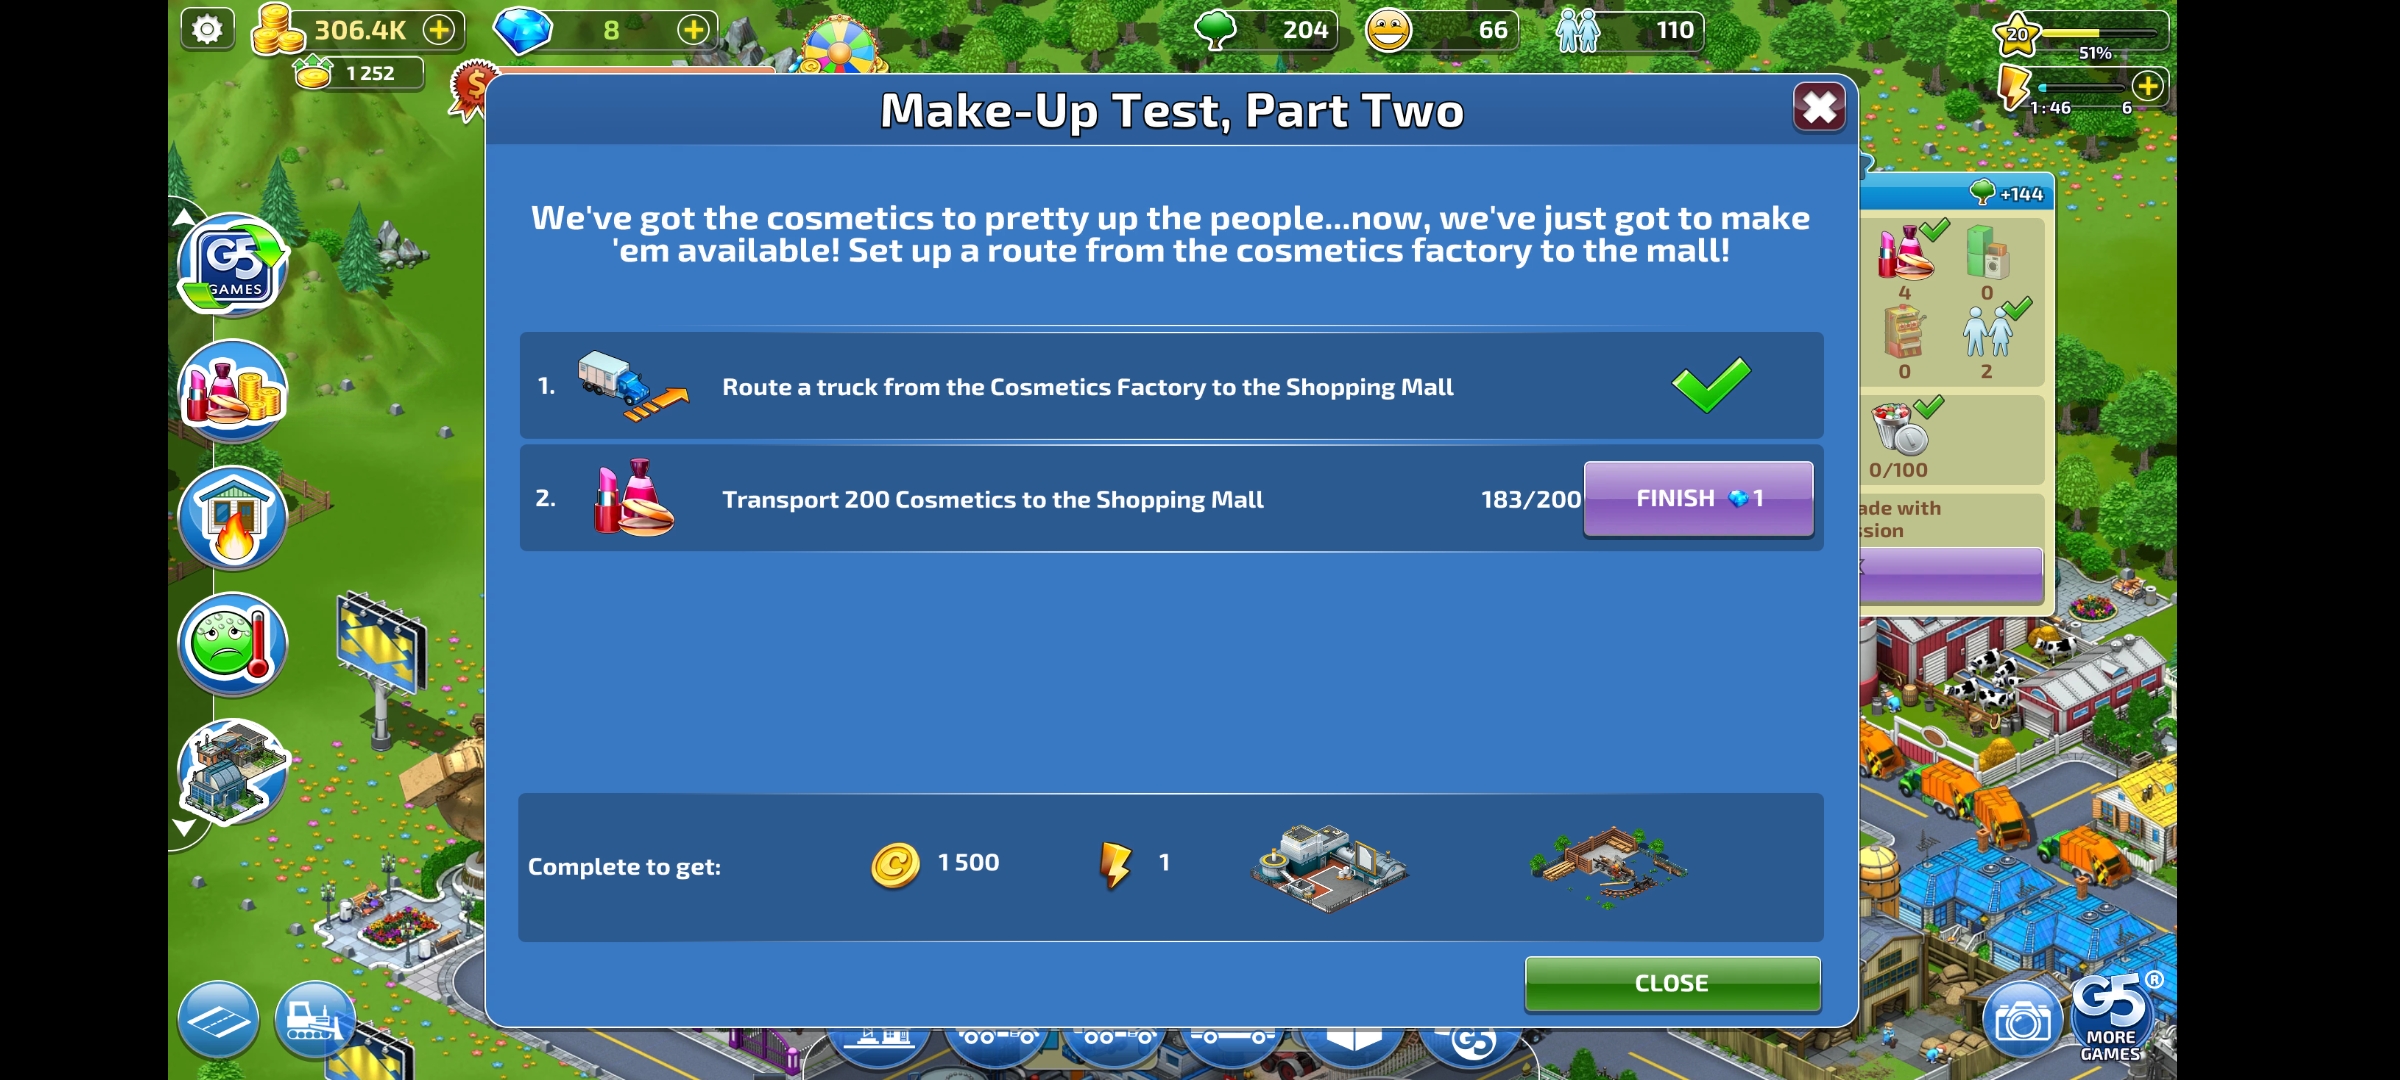 306.4K
8
204
66
110
20
51%
1 252
1:46
6
Make-Up Test, Part Two
+144
We've got the cosmetics to pretty up the people...now, we've just got to make
'em available! Set up a route from the cosmetics factory to the mall!
G5
GAMES
4
0
0
2
1.
Route a truck from the Cosmetics Factory to the Shopping Mall
0/100
2.
Transport 200 Cosmetics to the Shopping Mall
183/200
FINISH 1
ade with
ssion
Complete to get:
1 500
1
CLOSE
G5
G5®
MORE
GAMES